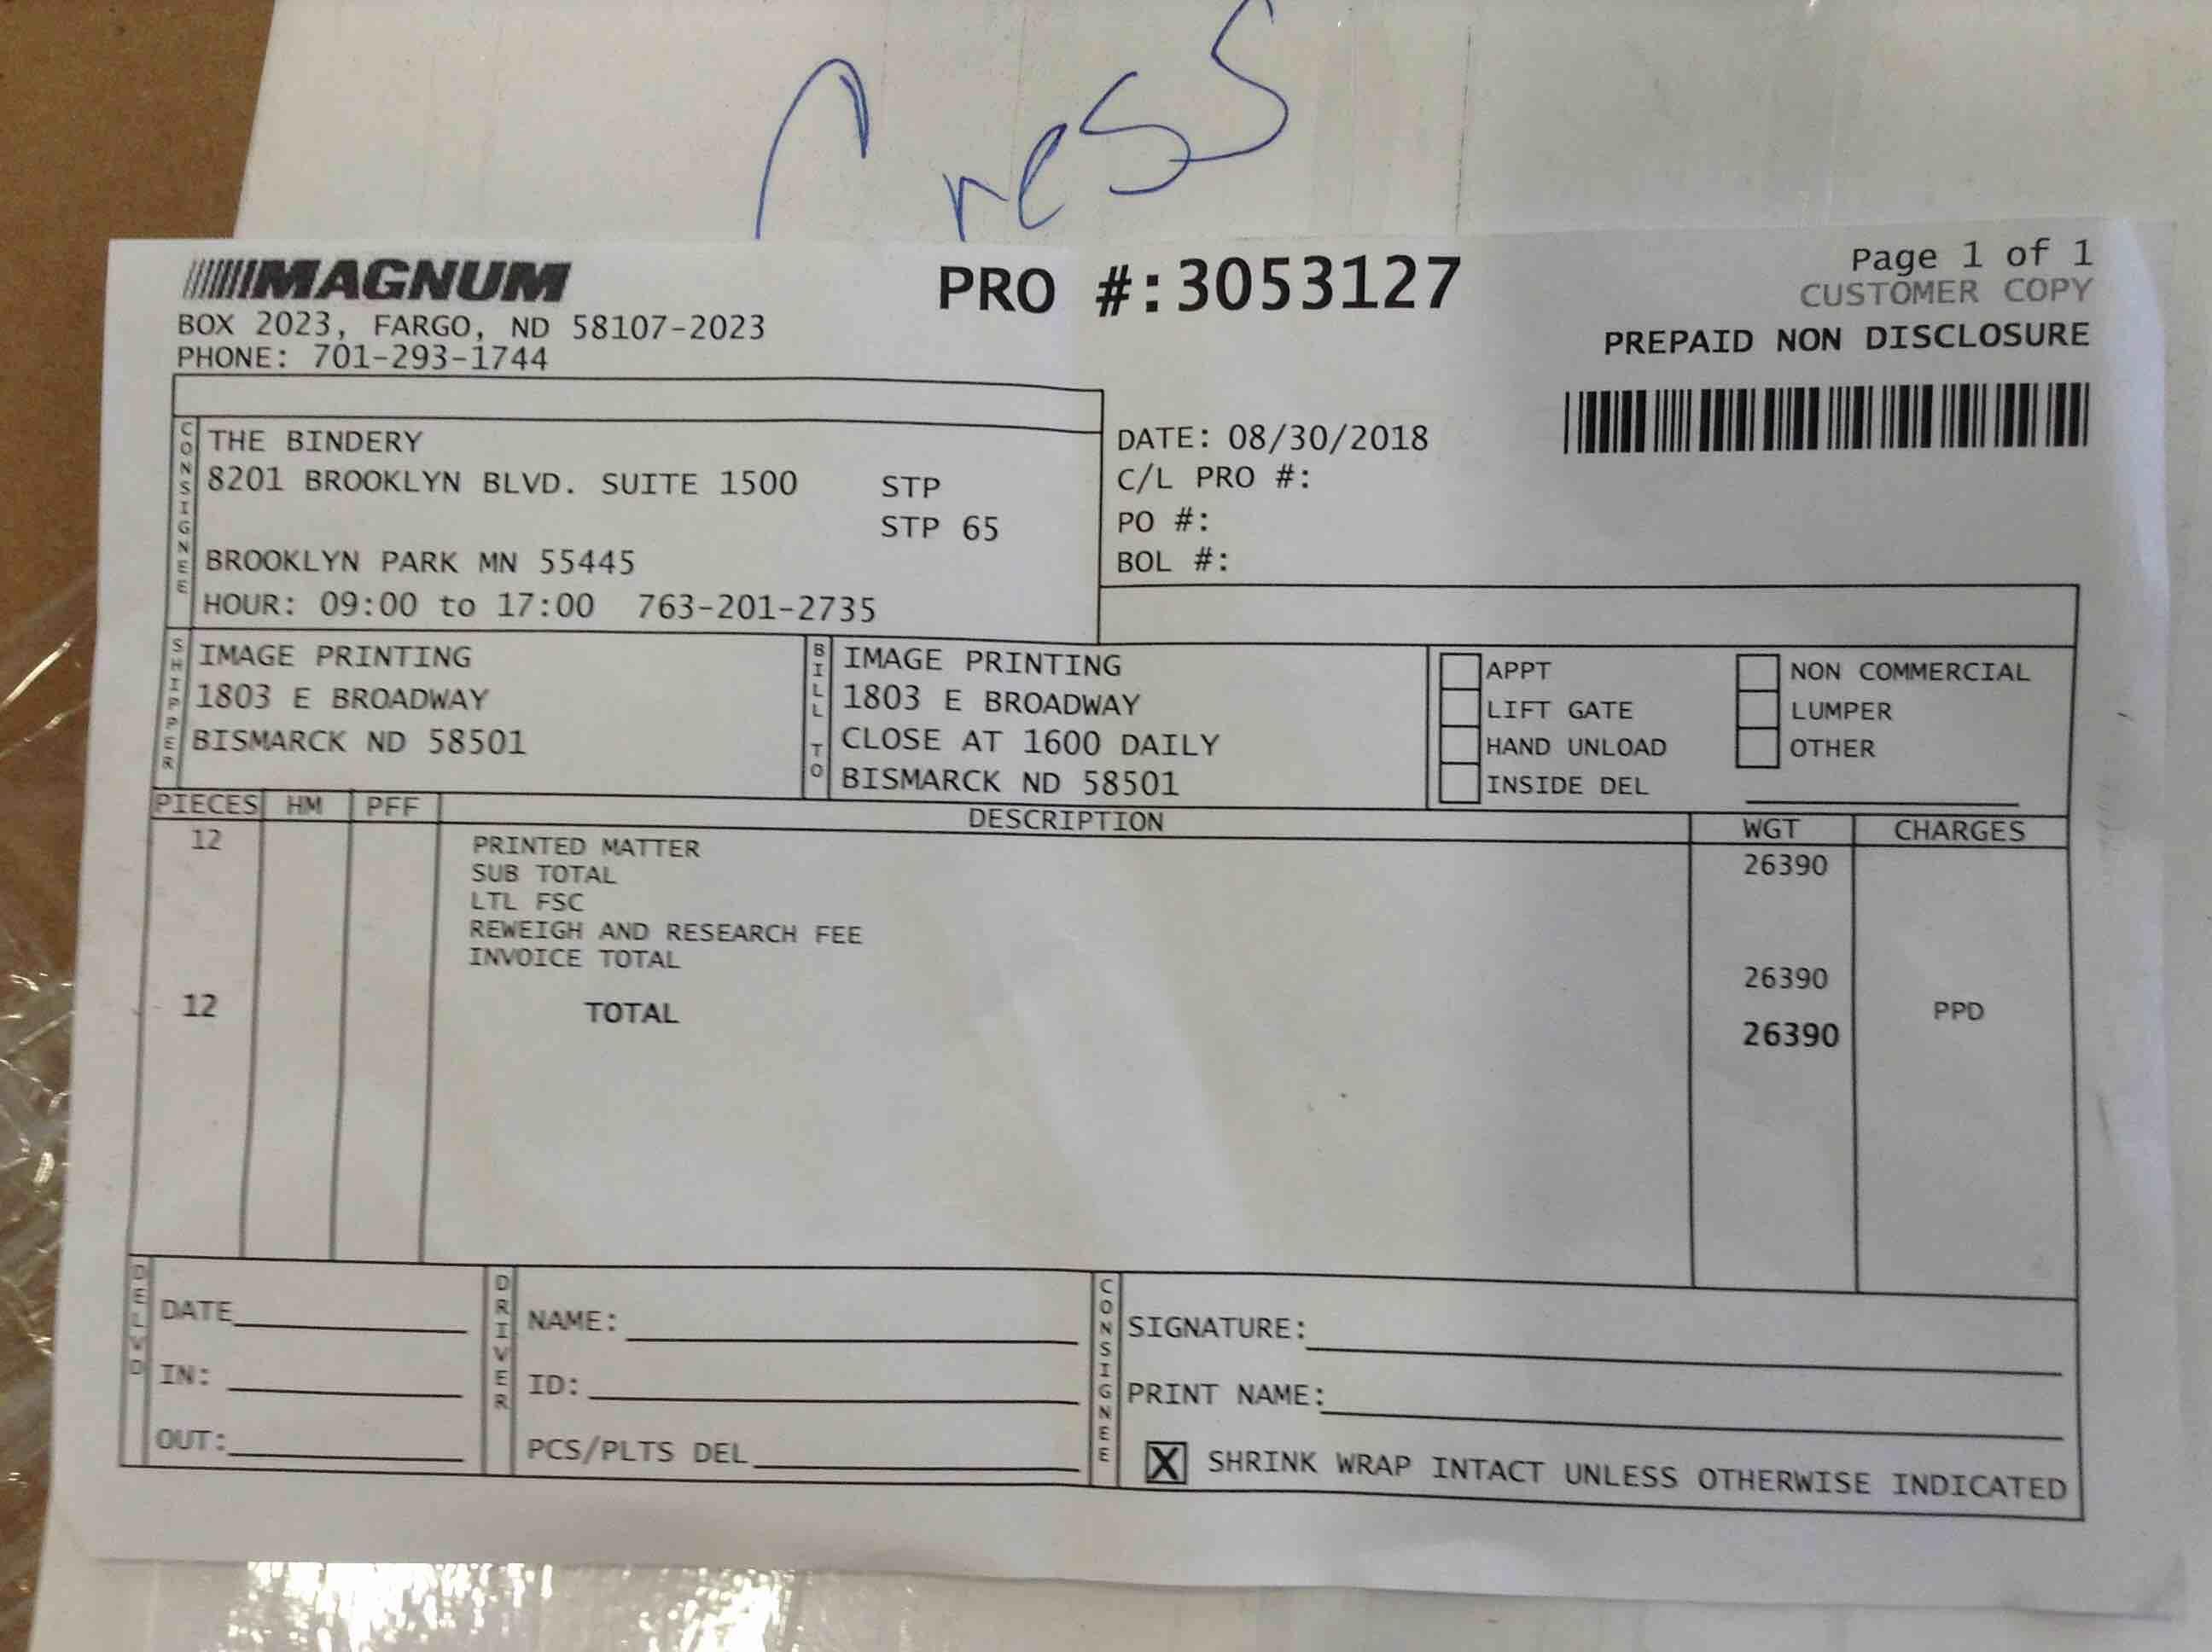 MAGNUM
BOX 2023, FARGO, ND 58107-2023
PHONE: 701-293-1744
PRO #:3053127
Page 1 of 1
CUSTOMER COPY
PREPAID NON DISCLOSURE
CONSIGNEE
THE BINDERY
8201 BROOKLYN BLVD. SUITE 1500 STP
STP 65
BROOKLYN PARK MN 55445
HOUR: 09:00 to 17:00 763-201-2735
DATE: 08/30/2018
C/L PRO #:
PO #:
BOL #:
SHIPPER
IMAGE PRINTING
1803 E BROADWAY
BISMARCK ND 58501
BILL TO
IMAGE PRINTING
1803 E BROADWAY
CLOSE AT 1600 DAILY
BISMARCK ND 58501
APPT
LIFT GATE
HAND UNLOAD
INSIDE DEL
NON COMMERCIAL
LUMPER
OTHER
PIECES HM PFF DESCRIPTION WGT CHARGES
12 PRINTED MATTER 26390
SUB TOTAL
LTL FSC
REWEIGH AND RESEARCH FEE
INVOICE TOTAL 26390
12 TOTAL 26390 PPD
DELVD
DATE
IN:
OUT:
DRIVER
NAME:
ID:
PCS/PLTS DEL
CONSIGNEE
SIGNATURE:
PRINT NAME:
X SHRINK WRAP INTACT UNLESS OTHERWISE INDICATED